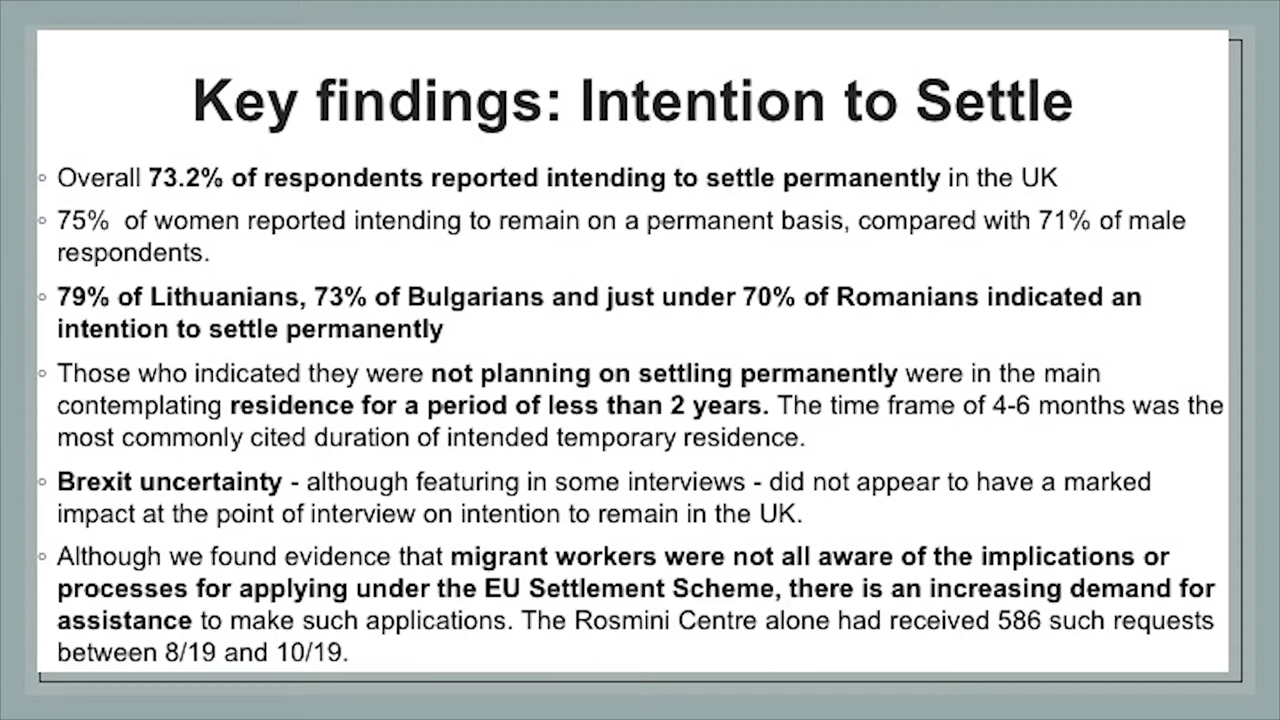 Key findings: Intention to Settle
◦ Overall 73.2% of respondents reported intending to settle permanently in the UK
◦ 75%  of women reported intending to remain on a permanent basis, compared with 71% of male
respondents.
◦ 79% of Lithuanians, 73% of Bulgarians and just under 70% of Romanians indicated an
intention to settle permanently
◦ Those who indicated they were not planning on settling permanently were in the main
contemplating residence for a period of less than 2 years. The time frame of 4-6 months was the
most commonly cited duration of intended temporary residence.
◦ Brexit uncertainty - although featuring in some interviews - did not appear to have a marked
impact at the point of interview on intention to remain in the UK.
◦ Although we found evidence that migrant workers were not all aware of the implications or
processes for applying under the EU Settlement Scheme, there is an increasing demand for
assistance to make such applications. The Rosmini Centre alone had received 586 such requests
between 8/19 and 10/19.